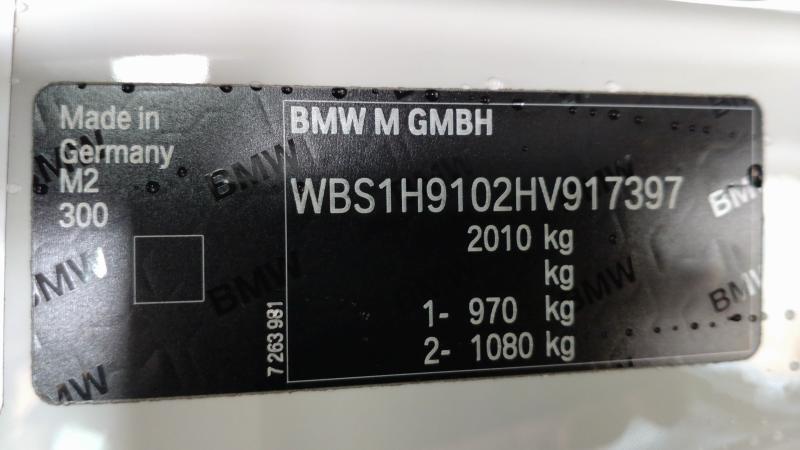 Made in
Germany
M2
300
BMW M GMBH
WBS1H9102HV917397
2010 kg
kg
1- 970 kg
2- 1080 kg
7 263 981
BMW
BMW
BMW
BMW
BMW
BMW
BMW
BMW